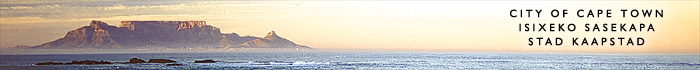 CITY OF CAPE TOWN
ISIXEKO SASEKAPA
STAD KAAPSTAD